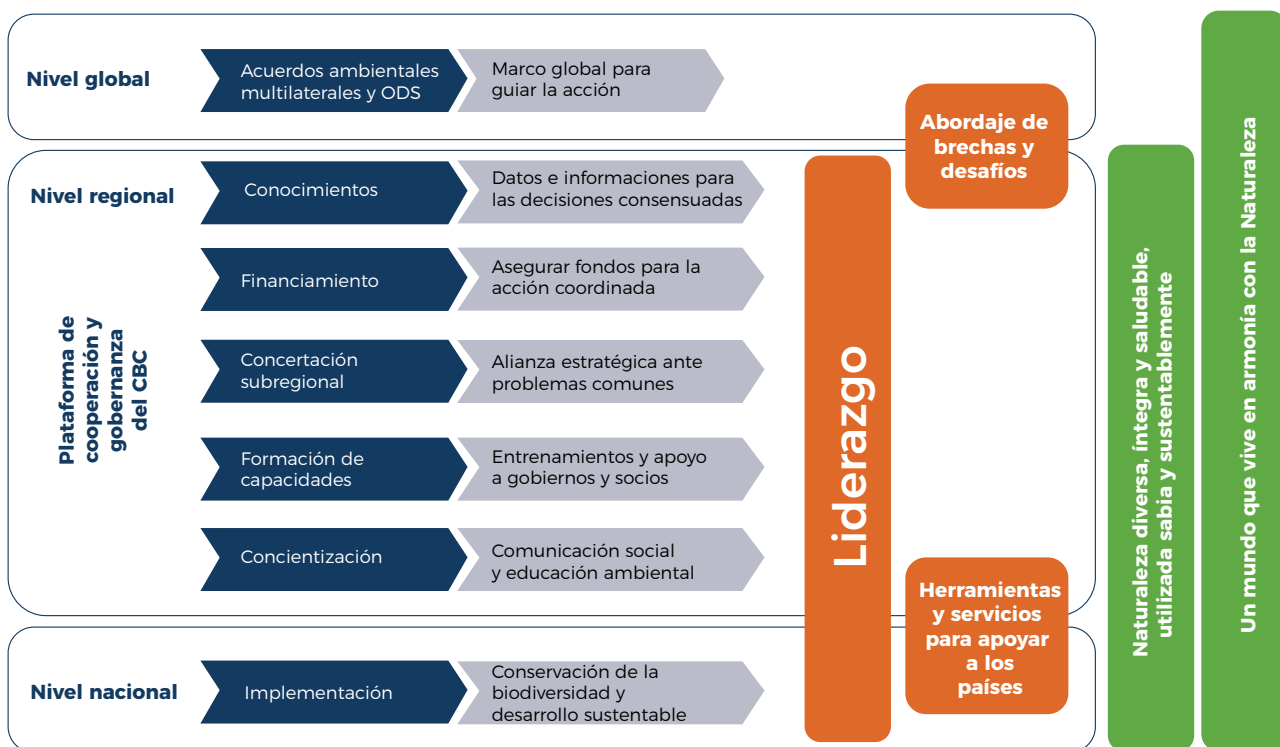 Nivel global
Acuerdos ambientales
multilaterales y ODS
Marco global para
guiar la acción
Abordaje de
brechas y
desafíos
Nivel regional
Plataforma de
cooperación y
gobernanza
del CBC
Conocimientos
Datos e informaciones para
las decisiones consensuadas
Financiamiento
Asegurar fondos para la
acción coordinada
Concertación
subregional
Alianza estratégica ante
problemas comunes
Formación de
capacidades
Entrenamientos y apoyo
a gobiernos y socios
Concientización
Comunicación social
y educación ambiental
Liderazgo
Herramientas
y servicios
para apoyar
a los
países
Nivel nacional
Implementación
Conservación de la
biodiversidad y
desarrollo sustentable
Naturaleza diversa, íntegra y saludable,
utilizada sabia y sustentablemente
Un mundo que vive en armonía con la Naturaleza